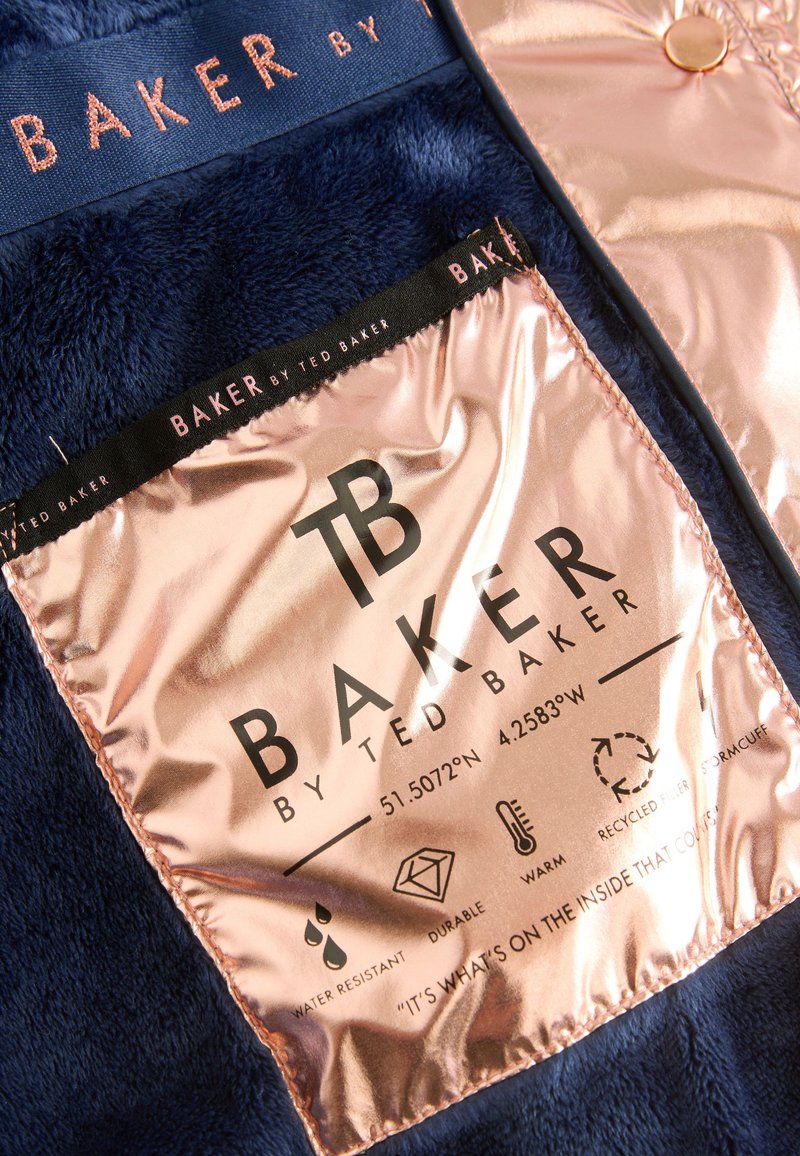 BAKER BY T
BAK
BAKER BY TED BAKER
BY TED BAKER
TB
BAKER
BY TED BAKER
51.5072°N 4.2583°W
WATER RESISTANT
DURABLE
WARM
RECYCLED FILLER
STORMCUFF
"IT'S WHAT'S ON THE INSIDE THAT COUNTS"